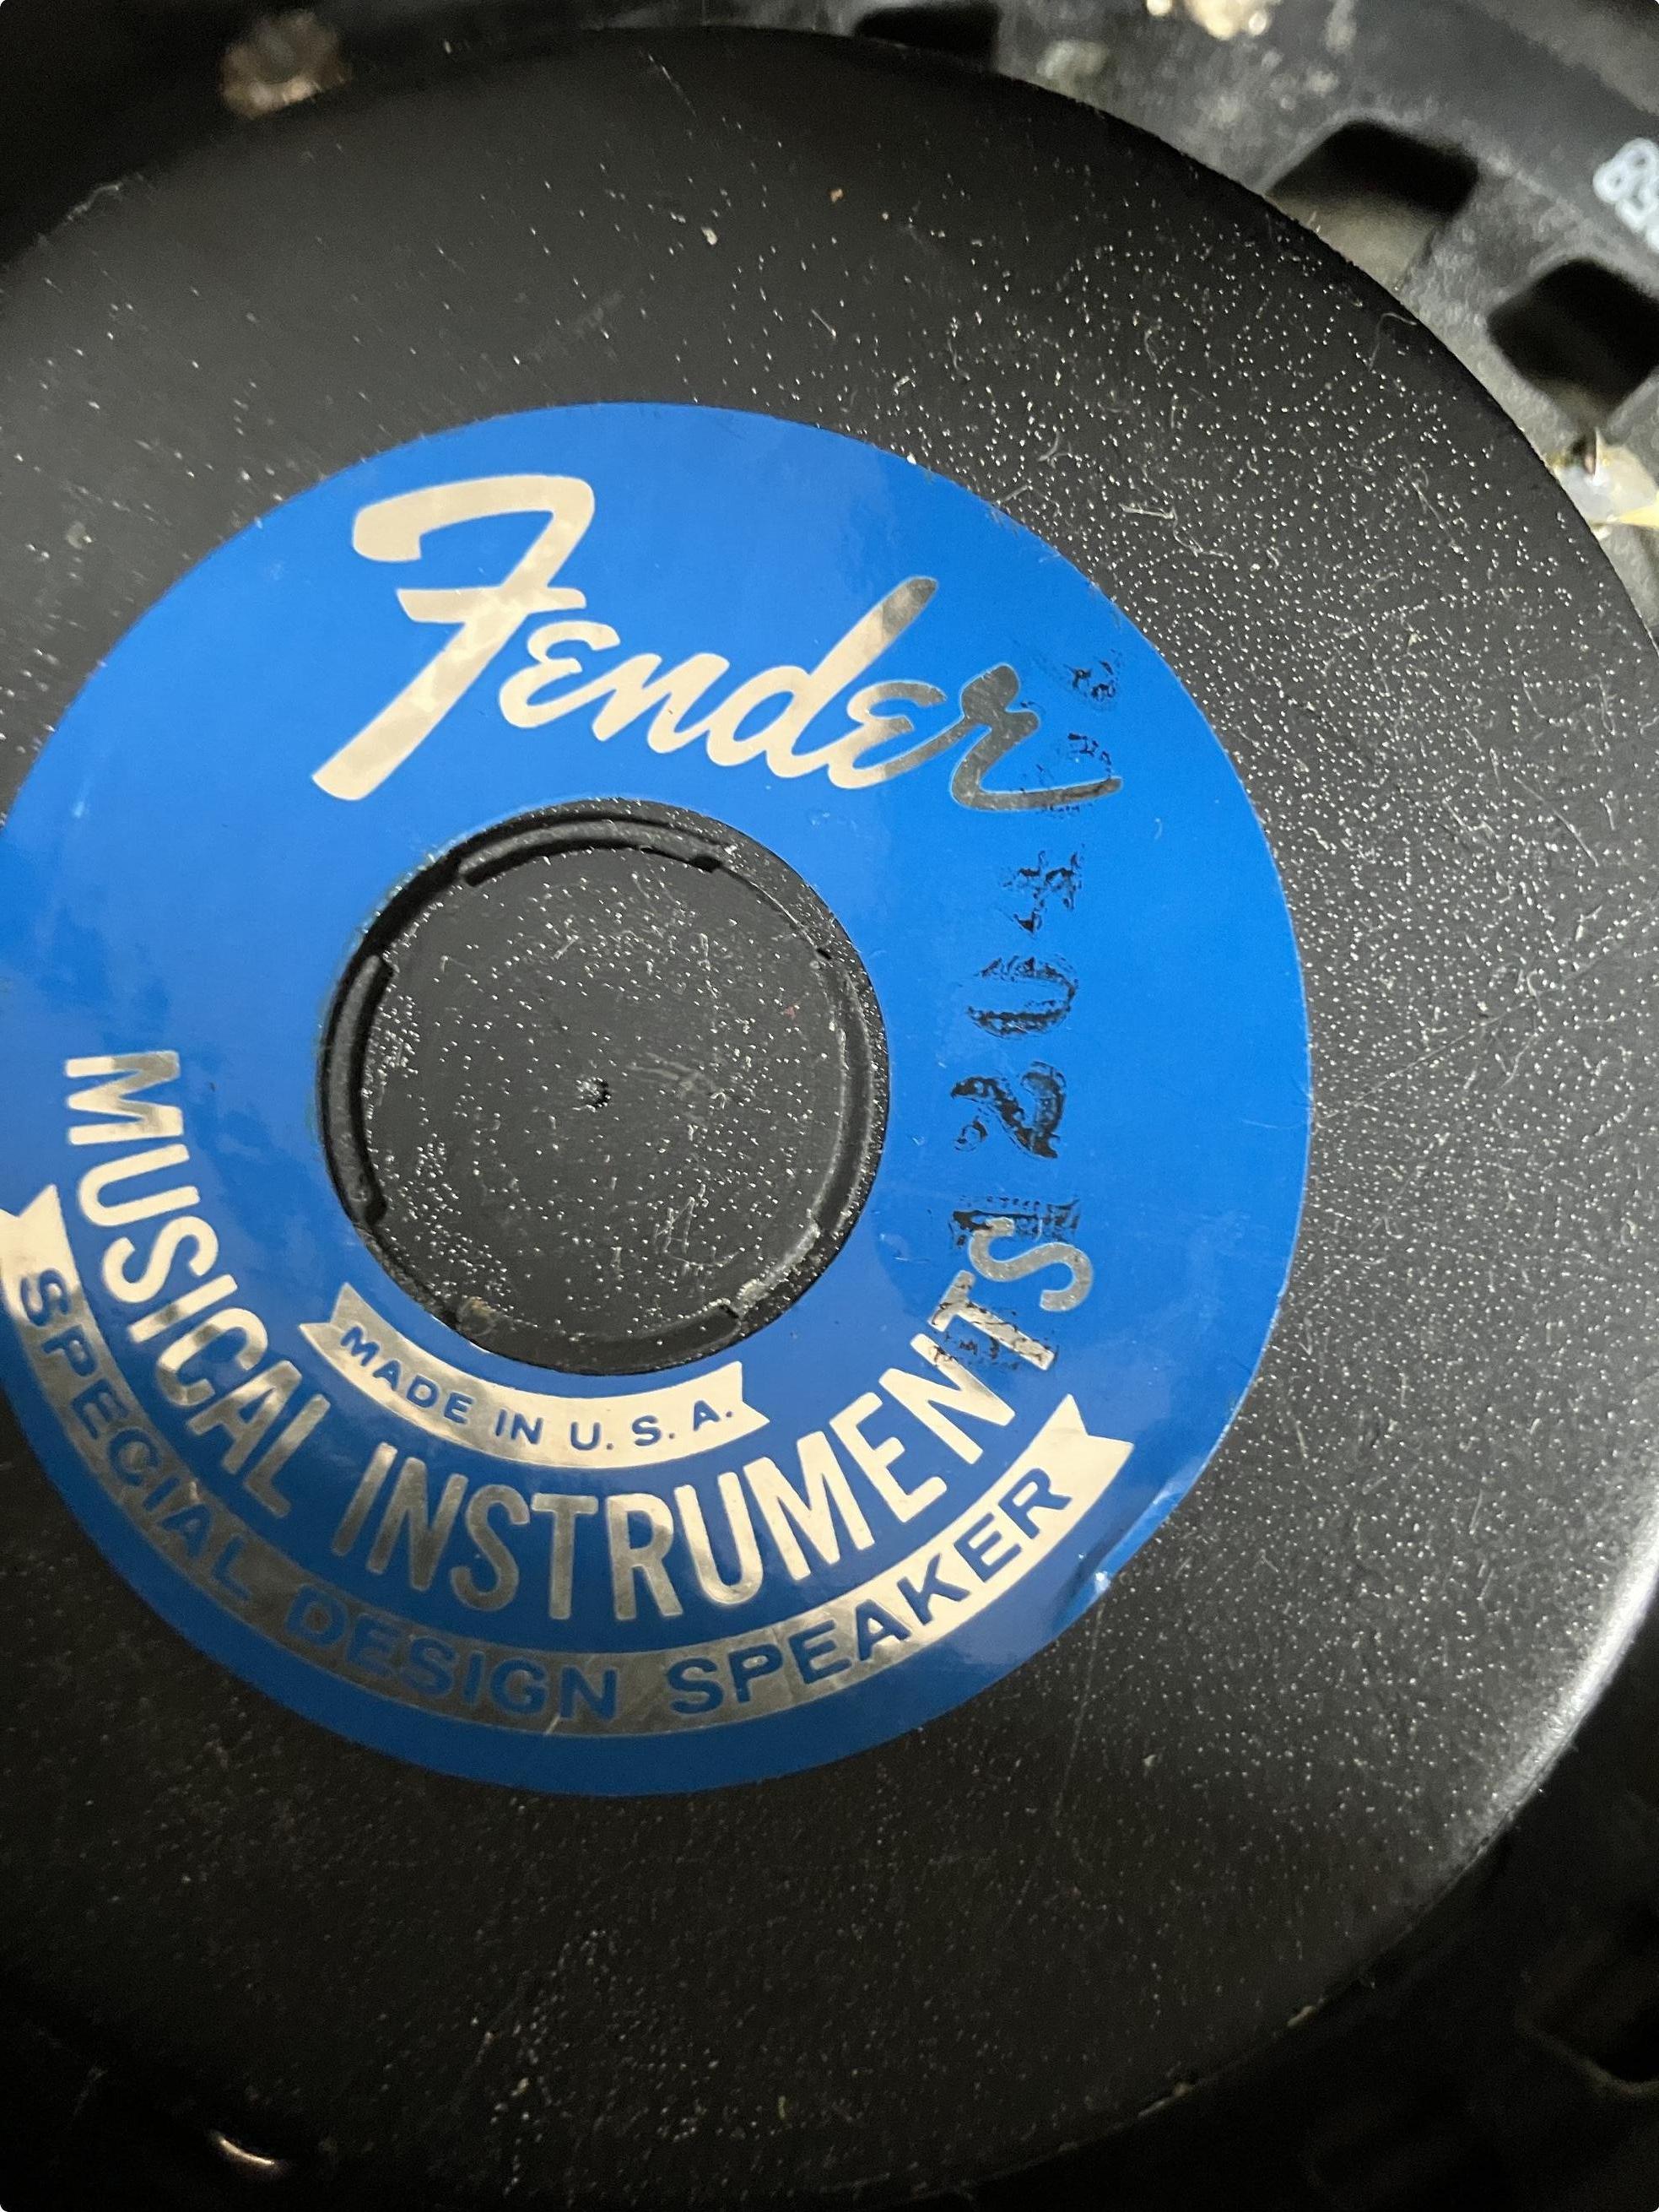 Fender
MADE IN U.S.A.
MUSICAL INSTRUMENTS
SPECIAL DESIGN SPEAKER